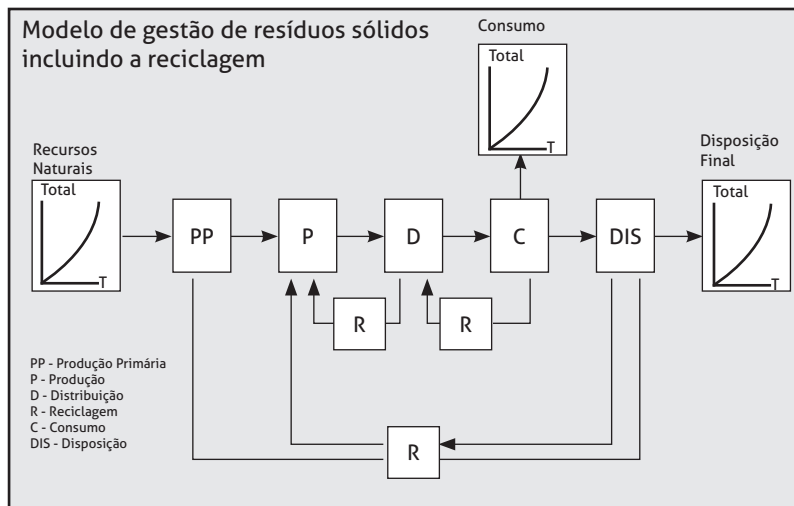 Modelo de gestão de resíduos sólidos
incluindo a reciclagem
Consumo
Total
T
Recursos
Naturais
Total
T
Disposição
Final
Total
T
PP
P
D
C
DIS
R
R
R
PP - Produção Primária
P - Produção
D - Distribuição
R - Reciclagem
C - Consumo
DIS - Disposição